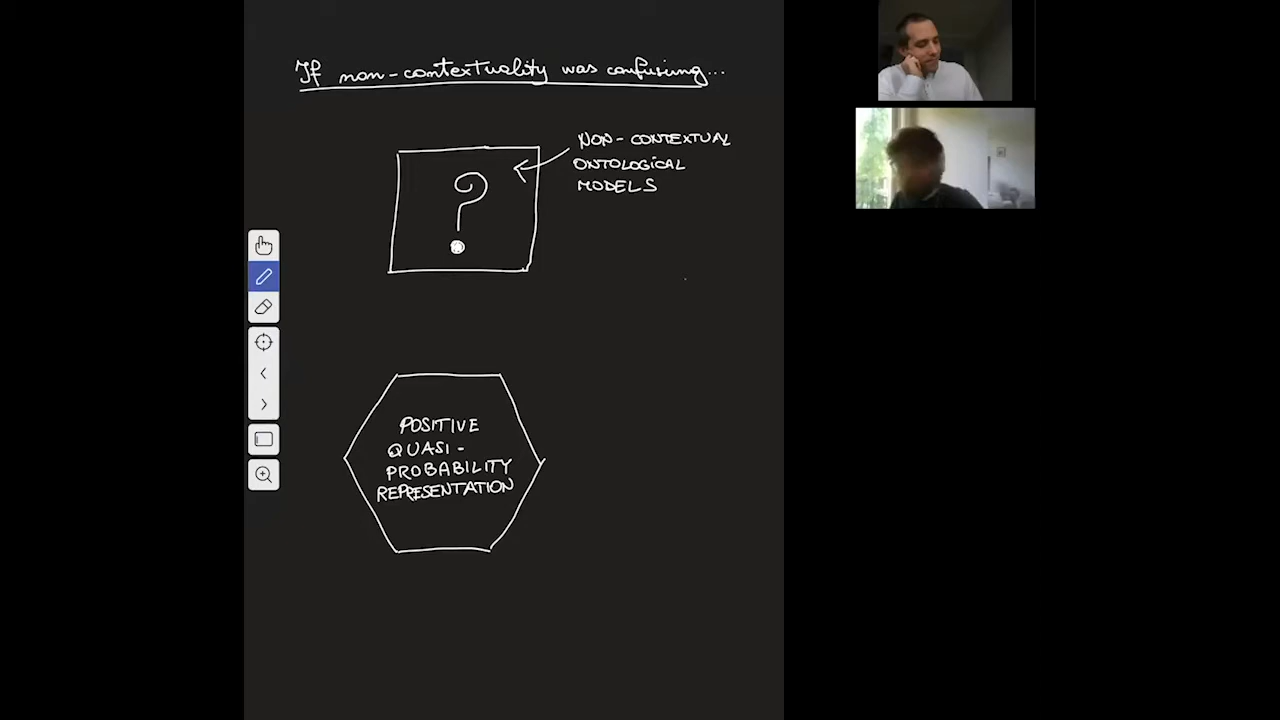 If non-contextuality was confusing...
NON-CONTEXTUAL
ONTOLOGICAL
MODELS
?
POSITIVE
QUASI-
PROBABILITY
REPRESENTATION